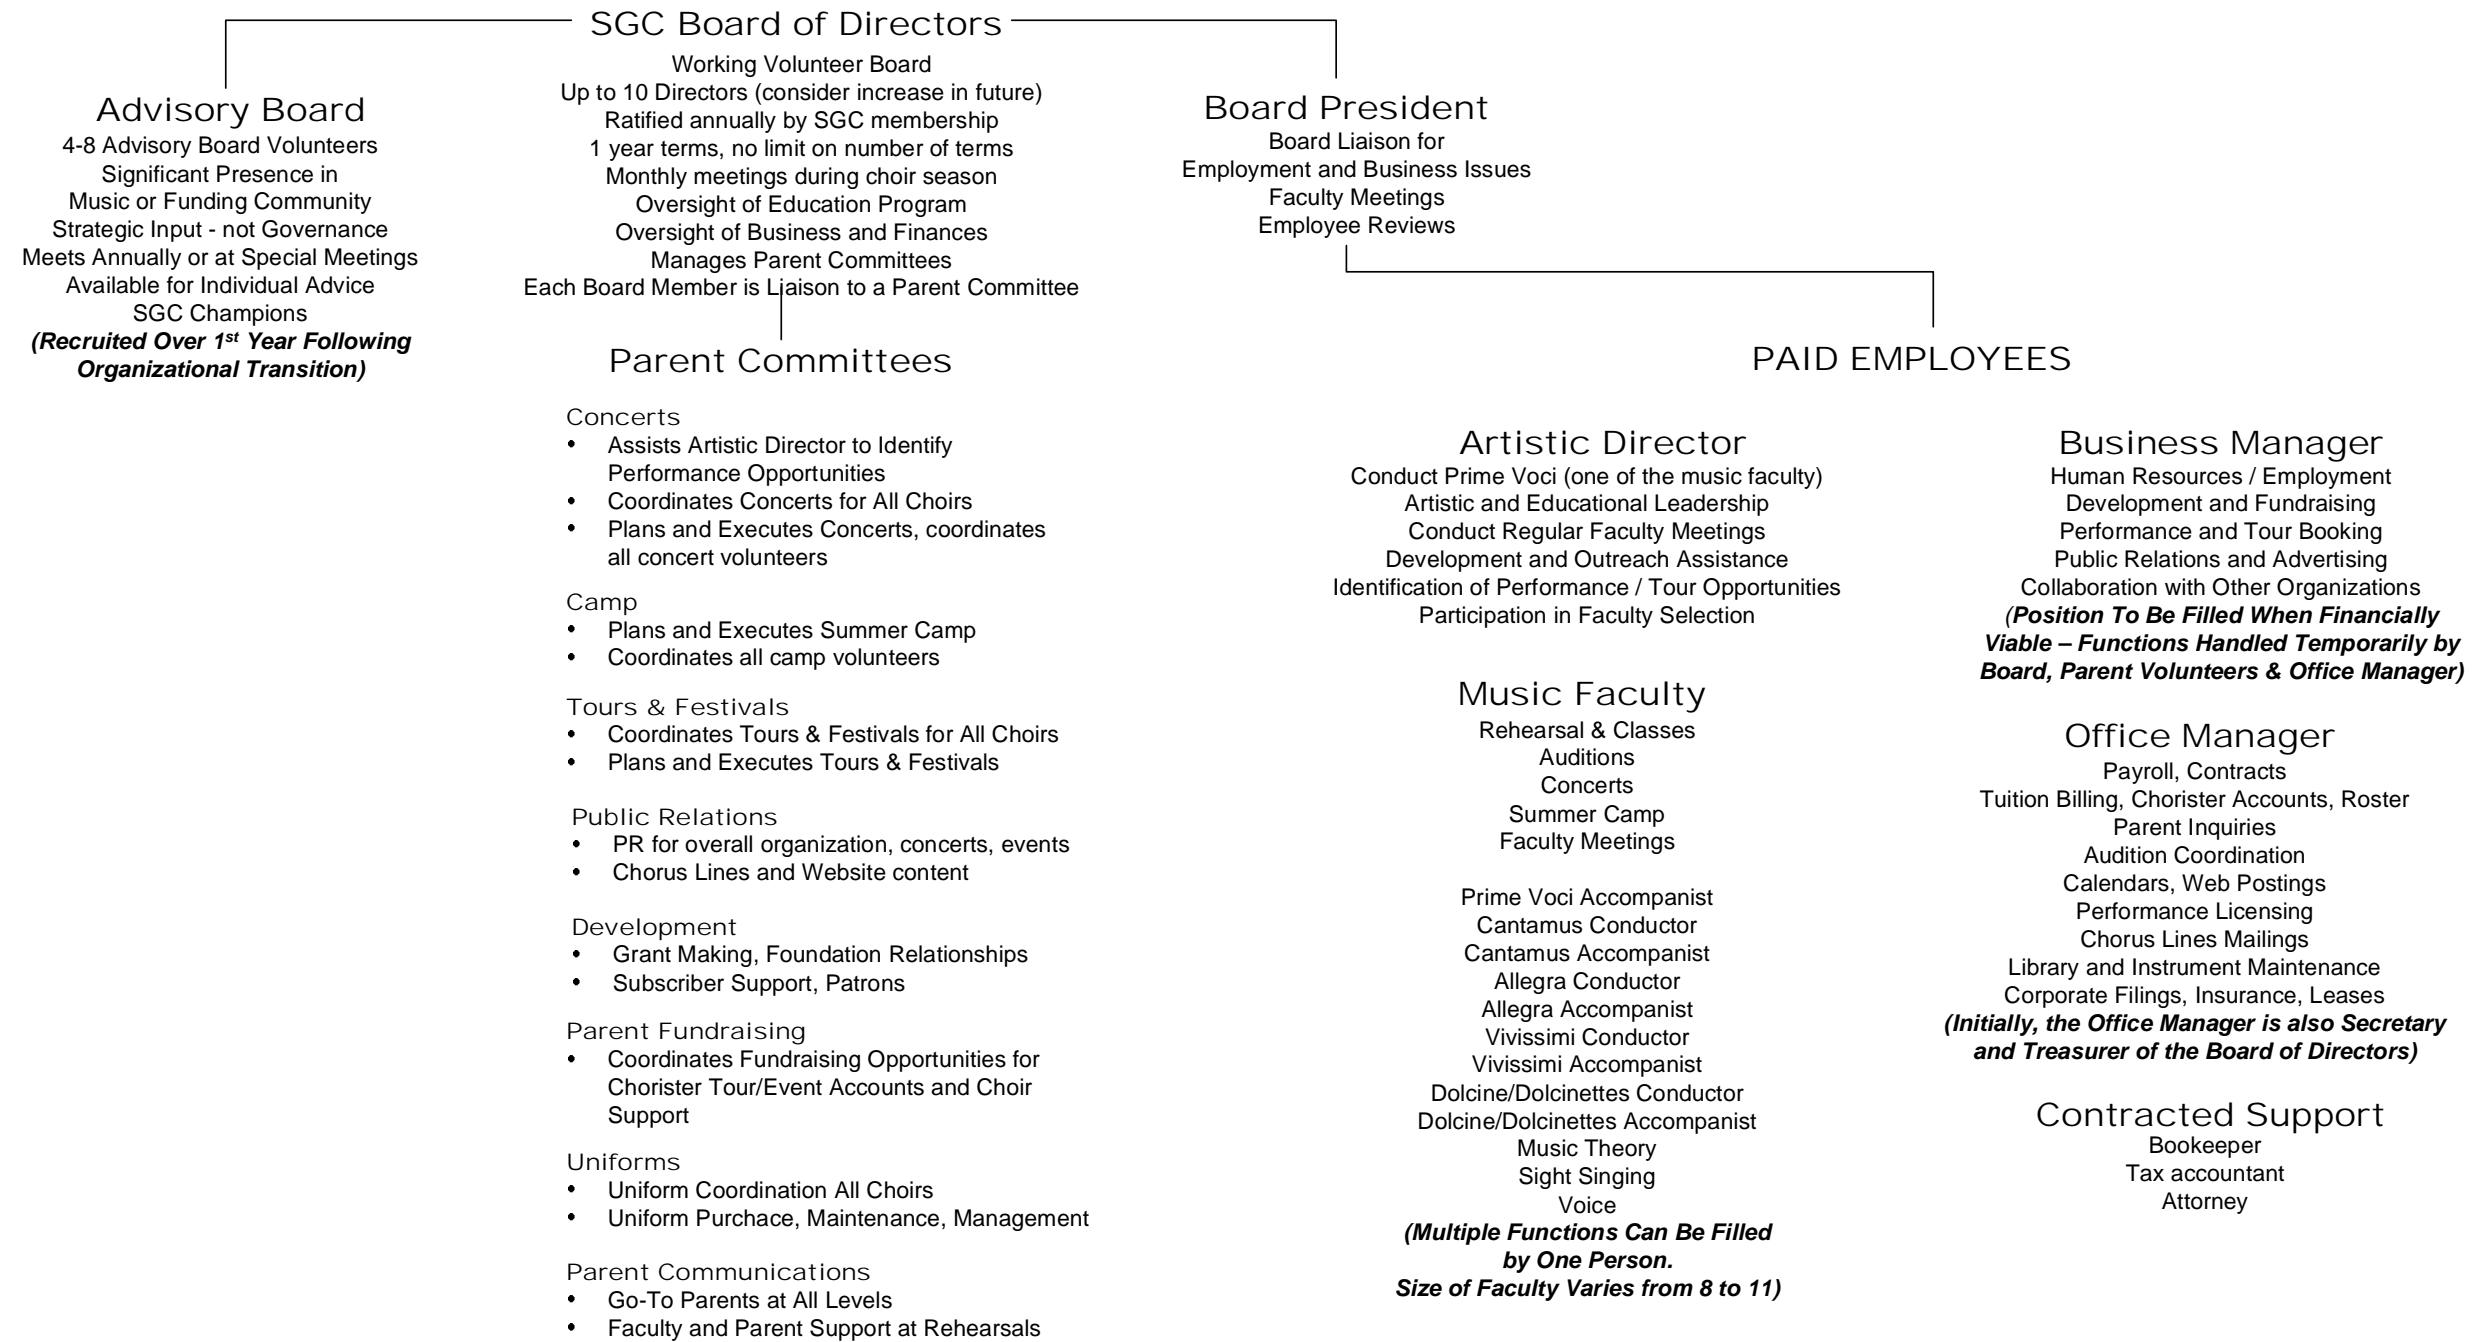 SGC Board of Directors
Working Volunteer Board
Up to 10 Directors (consider increase in future)
Ratified annually by SGC membership
1 year terms, no limit on number of terms
Monthly meetings during choir season
Oversight of Education Program
Oversight of Business and Finances
Manages Parent Committees
Each Board Member is Liaison to a Parent Committee
Advisory Board
4-8 Advisory Board Volunteers
Significant Presence in
Music or Funding Community
Strategic Input - not Governance
Meets Annually or at Special Meetings
Available for Individual Advice
SGC Champions
(Recruited Over 1st Year Following
Organizational Transition)
Board President
Board Liaison for
Employment and Business Issues
Faculty Meetings
Employee Reviews
Parent Committees
Concerts
• Assists Artistic Director to Identify
Performance Opportunities
• Coordinates Concerts for All Choirs
• Plans and Executes Concerts, coordinates
all concert volunteers
Camp
• Plans and Executes Summer Camp
• Coordinates all camp volunteers
Tours & Festivals
• Coordinates Tours & Festivals for All Choirs
• Plans and Executes Tours & Festivals
Public Relations
• PR for overall organization, concerts, events
• Chorus Lines and Website content
Development
• Grant Making, Foundation Relationships
• Subscriber Support, Patrons
Parent Fundraising
• Coordinates Fundraising Opportunities for
Chorister Tour/Event Accounts and Choir
Support
Uniforms
• Uniform Coordination All Choirs
• Uniform Purchace, Maintenance, Management
Parent Communications
• Go-To Parents at All Levels
• Faculty and Parent Support at Rehearsals
PAID EMPLOYEES
Artistic Director
Conduct Prime Voci (one of the music faculty)
Artistic and Educational Leadership
Conduct Regular Faculty Meetings
Development and Outreach Assistance
Identification of Performance / Tour Opportunities
Participation in Faculty Selection
Music Faculty
Rehearsal & Classes
Auditions
Concerts
Summer Camp
Faculty Meetings
Prime Voci Accompanist
Cantamus Conductor
Cantamus Accompanist
Allegra Conductor
Allegra Accompanist
Vivissimi Conductor
Vivissimi Accompanist
Dolcine/Dolcinettes Conductor
Dolcine/Dolcinettes Accompanist
Music Theory
Sight Singing
Voice
(Multiple Functions Can Be Filled
by One Person.
Size of Faculty Varies from 8 to 11)
Business Manager
Human Resources / Employment
Development and Fundraising
Performance and Tour Booking
Public Relations and Advertising
Collaboration with Other Organizations
(Position To Be Filled When Financially
Viable – Functions Handled Temporarily by
Board, Parent Volunteers & Office Manager)
Office Manager
Payroll, Contracts
Tuition Billing, Chorister Accounts, Roster
Parent Inquiries
Audition Coordination
Calendars, Web Postings
Performance Licensing
Chorus Lines Mailings
Library and Instrument Maintenance
Corporate Filings, Insurance, Leases
(Initially, the Office Manager is also Secretary
and Treasurer of the Board of Directors)
Contracted Support
Bookeeper
Tax accountant
Attorney